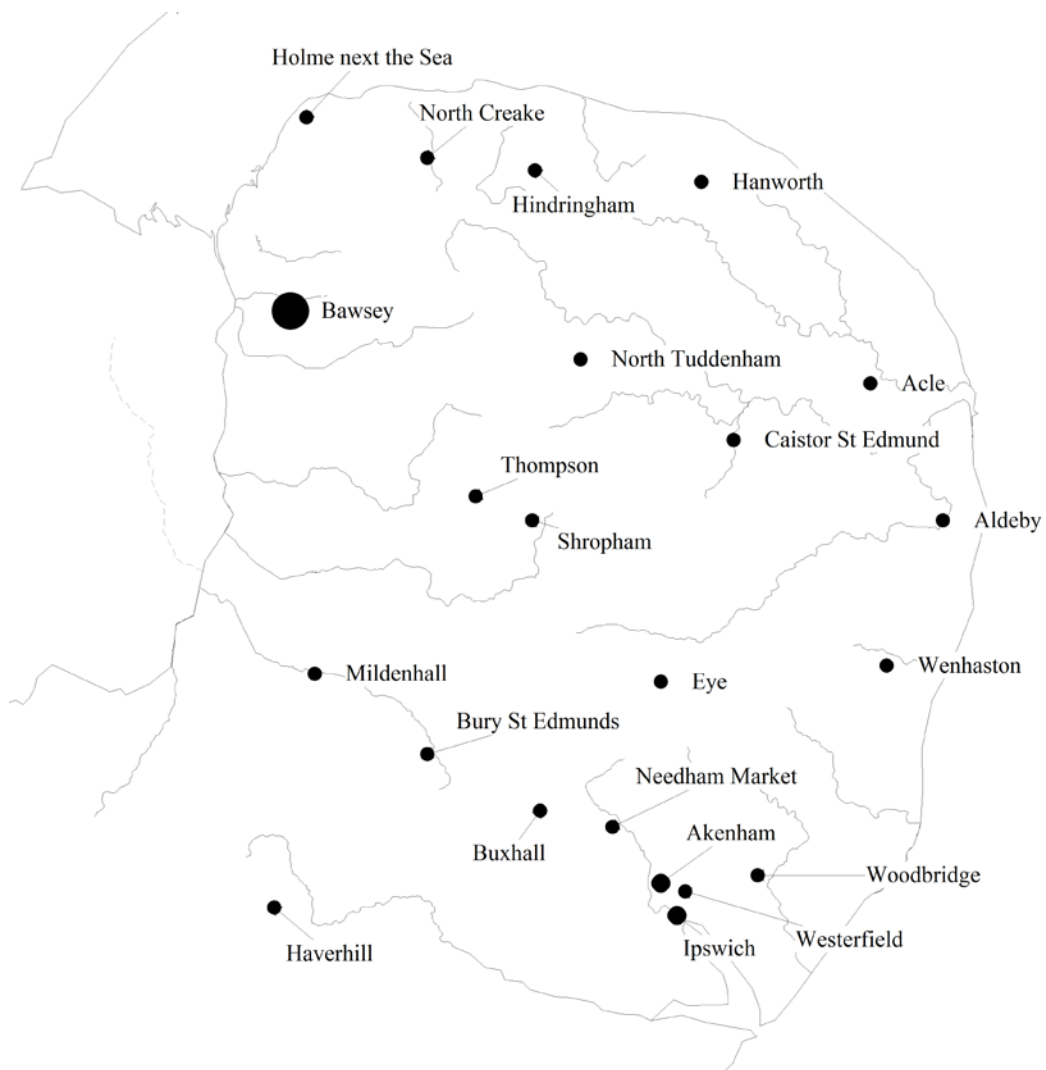 Holme next the Sea
North Creake
Hanworth
Hindringham
Bawsey
North Tuddenham
Acle
Caistor St Edmund
Thompson
Aldeby
Shropham
Wenhaston
Mildenhall
Eye
Bury St Edmunds
Needham Market
Akenham
Buxhall
Woodbridge
Westerfield
Ipswich
Haverhill